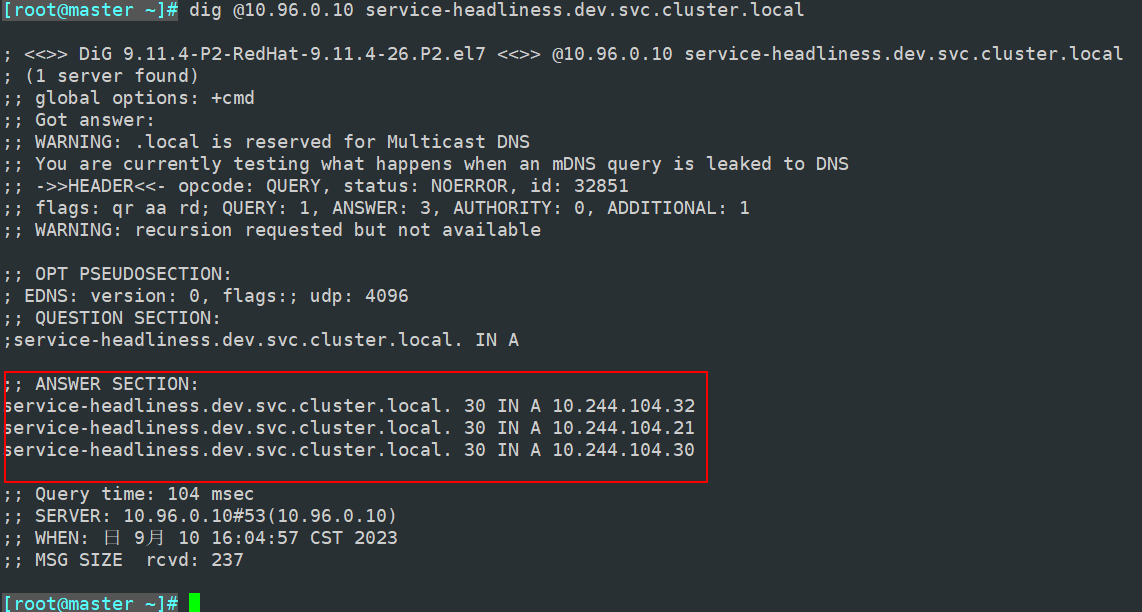 [root@master ~]# dig @10.96.0.10 service-headliness.dev.svc.cluster.local
; <<>> DiG 9.11.4-P2-RedHat-9.11.4-26.P2.el7 <<>> @10.96.0.10 service-headliness.dev.svc.cluster.local
; (1 server found)
;; global options: +cmd
;; Got answer:
;; WARNING: .local is reserved for Multicast DNS
;; You are currently testing what happens when an mDNS query is leaked to DNS
;; ->>HEADER<<- opcode: QUERY, status: NOERROR, id: 32851
;; flags: qr aa rd; QUERY: 1, ANSWER: 3, AUTHORITY: 0, ADDITIONAL: 1
;; WARNING: recursion requested but not available
;; OPT PSEUDOSECTION:
; EDNS: version: 0, flags:; udp: 4096
;; QUESTION SECTION:
;service-headliness.dev.svc.cluster.local. IN A
;; ANSWER SECTION:
service-headliness.dev.svc.cluster.local. 30 IN A 10.244.104.32
service-headliness.dev.svc.cluster.local. 30 IN A 10.244.104.21
service-headliness.dev.svc.cluster.local. 30 IN A 10.244.104.30
;; Query time: 104 msec
;; SERVER: 10.96.0.10#53(10.96.0.10)
;; WHEN: 日 9月 10 16:04:57 CST 2023
;; MSG SIZE  rcvd: 237
[root@master ~]#